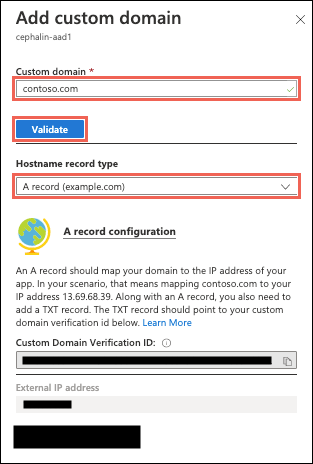 Add custom domain
cephalin-aad1
Custom domain *
contoso.com
Validate
Hostname record type
A record (example.com)
A record configuration
An A record should map your domain to the IP address of your
app. In your scenario, that means mapping contoso.com to your
IP address 13.69.68.39. Along with an A record, you also need to
add a TXT record. The TXT record should point to your custom
domain verification id below. Learn More
Custom Domain Verification ID:
External IP address